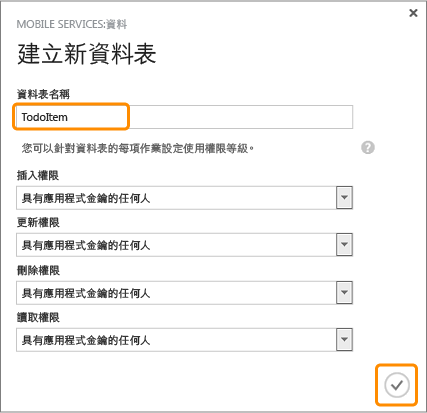 MOBILE SERVICES:資料
建立新資料表
資料表名稱
TodoItem
您可以針對資料表的每項作業設定使用權限等級。
?
插入權限
具有應用程式金鑰的任何人
更新權限
具有應用程式金鑰的任何人
刪除權限
具有應用程式金鑰的任何人
讀取權限
具有應用程式金鑰的任何人